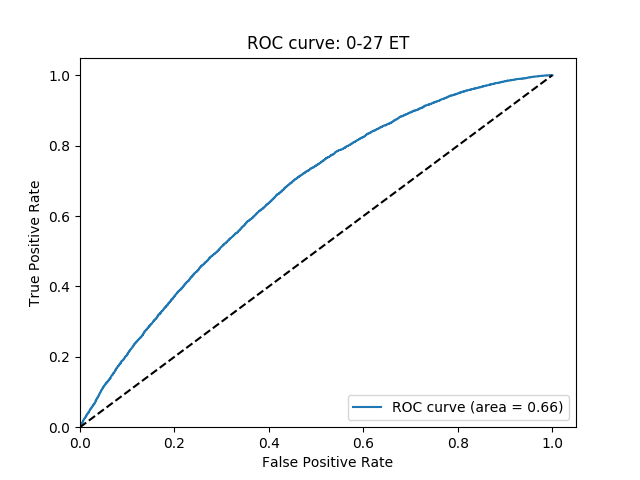 ROC curve: 0-27 ET
True Positive Rate
1.0
0.8
0.6
0.4
0.2
0.0
ROC curve (area = 0.66)
0.0 0.2 0.4 0.6 0.8 1.0
False Positive Rate